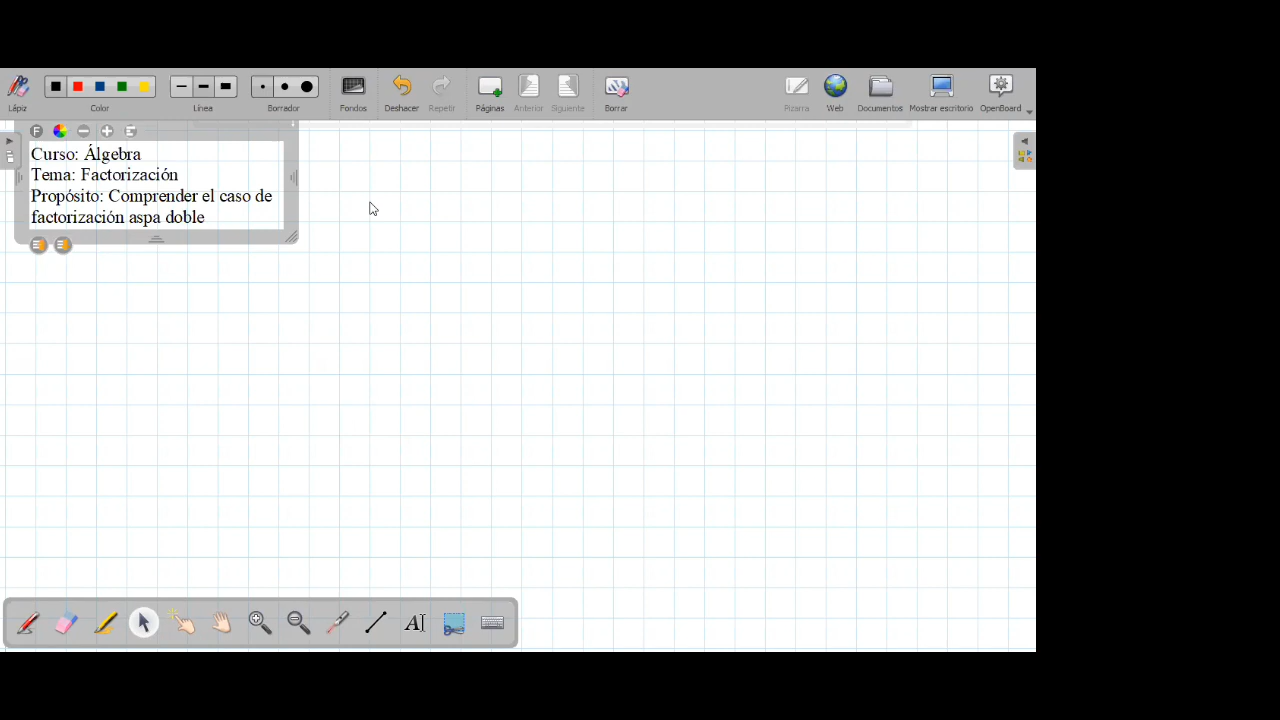 Lápiz
Color
Línea
Borrador
Fondos
Deshacer
Repetir
Páginas
Anterior
Siguiente
Borrar
Pizarra
Web
Documentos
Mostrar escritorio
OpenBoard
Curso: Álgebra
Tema: Factorización
Propósito: Comprender el caso de
factorización aspa doble